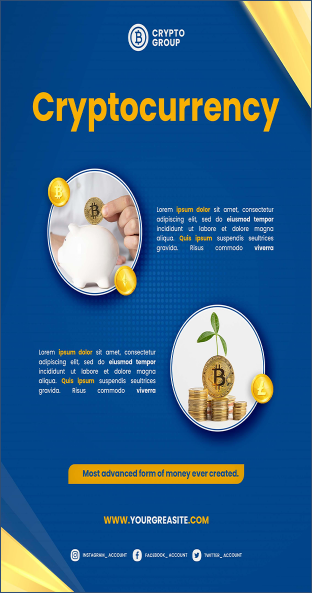 CRYPTO
GROUP
Cryptocurrency
Lorem ipsum dolor sit amet, consectetur
adipiscing elit, sed do eiusmod tempor
incididunt ut labore et dolore magna
aliqua. Quis ipsum suspendis seultrices
gravida. Risus commodo viverra
Lorem ipsum dolor sit amet, consectetur
adipiscing elit, sed do eiusmod tempor
incididunt ut labore et dolore magna
aliqua. Quis ipsum suspendis seultrices
gravida. Risus commodo viverra
Most advanced form of money ever created.
WWW.YOURGREASITE.COM
INSTAGRAM_ACCOUNT
FACEBOOK_ACCOUNT
TWITTER_ACCOUNT